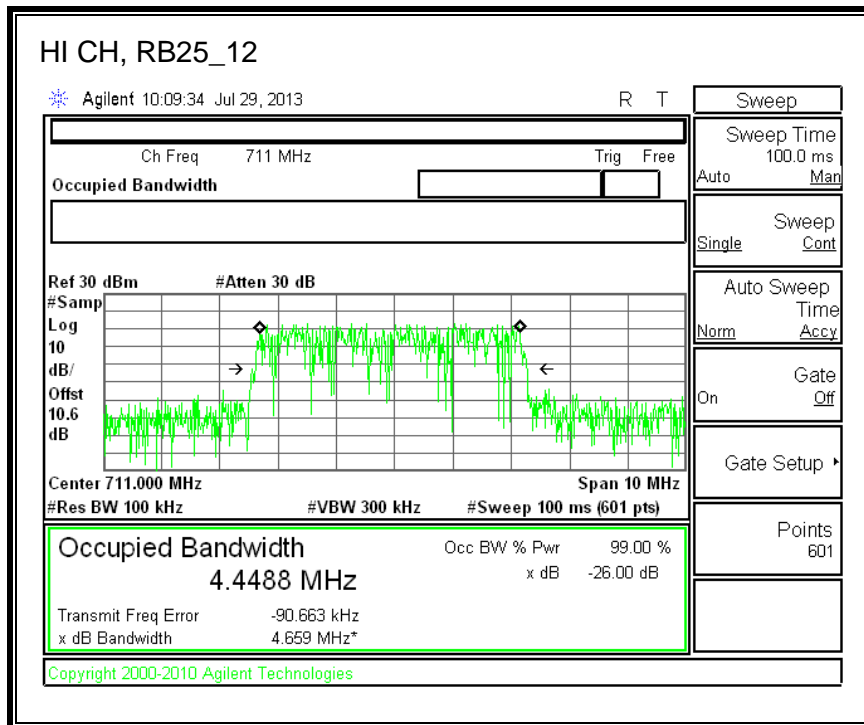 HI CH, RB25_12
Agilent 10:09:34 Jul 29, 2013 R T
Ch Freq 711 MHz Trig Free
Occupied Bandwidth
Ref 30 dBm #Atten 30 dB
#Samp
Log
10
dB/
Offst
10.6
dB
Center 711.000 MHz Span 10 MHz
#Res BW 100 kHz #VBW 300 kHz #Sweep 100 ms (601 pts)
Occupied Bandwidth Occ BW % Pwr 99.00 %
4.4488 MHz x dB -26.00 dB
Transmit Freq Error -90.663 kHz
x dB Bandwidth 4.659 MHz*
Copyright 2000-2010 Agilent Technologies
Sweep
Sweep Time
100.0 ms
Auto Man
Sweep
Single Cont
Auto Sweep
Time
Norm Accy
Gate
On Off
Gate Setup
Points
601